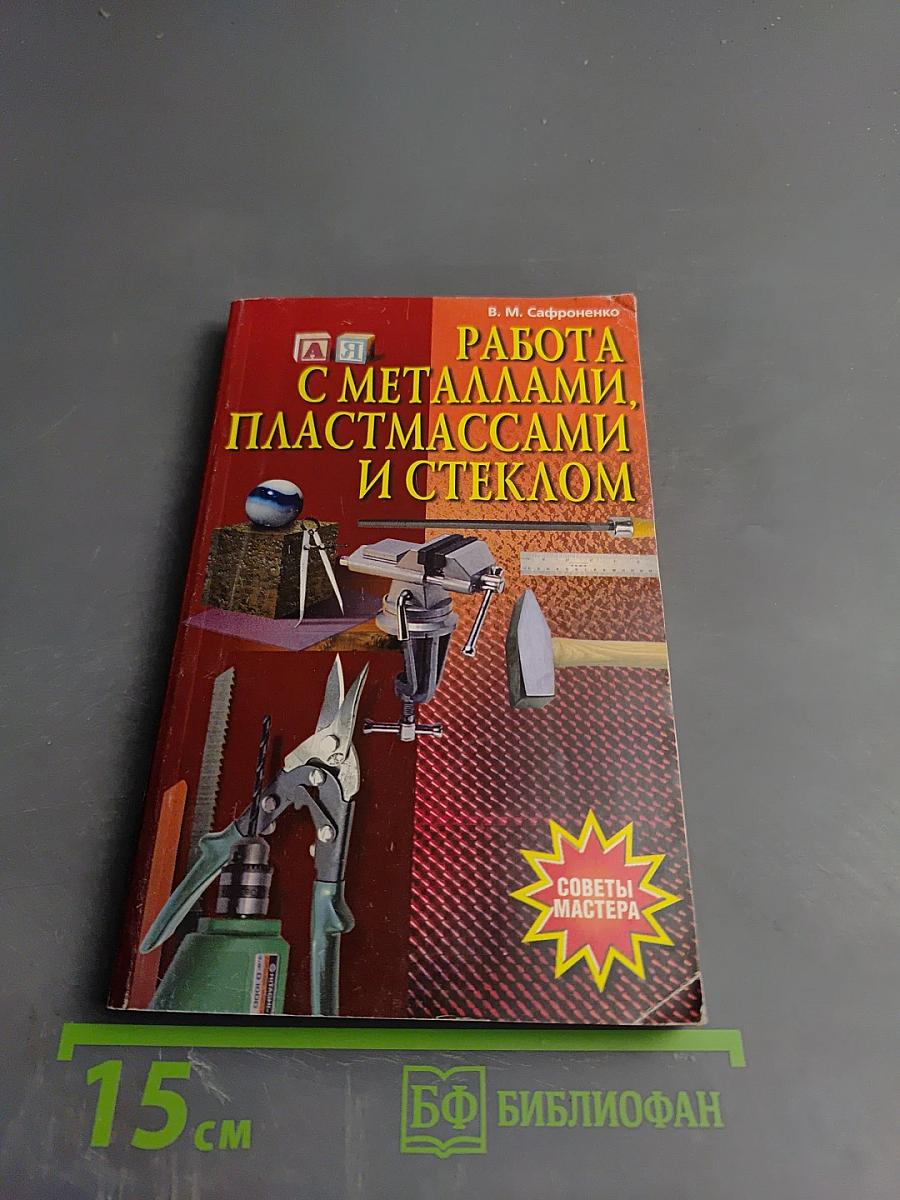 В. М. Сафроненко
А Я
РАБОТА
С МЕТАЛЛАМИ,
ПЛАСТМАССАМИ
И СТЕКЛОМ
СОВЕТЫ
МАСТЕРА
15 см
БФ БИБЛИОФАН